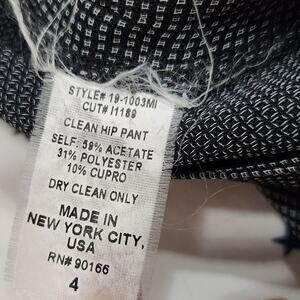 STYLE# 19-1003MI
CUT# I1189
CLEAN HIP PANT
SELF: 59% ACETATE
31% POLYESTER
10% CUPRO
DRY CLEAN ONLY
MADE IN
NEW YORK CITY,
USA
RN# 90166
4